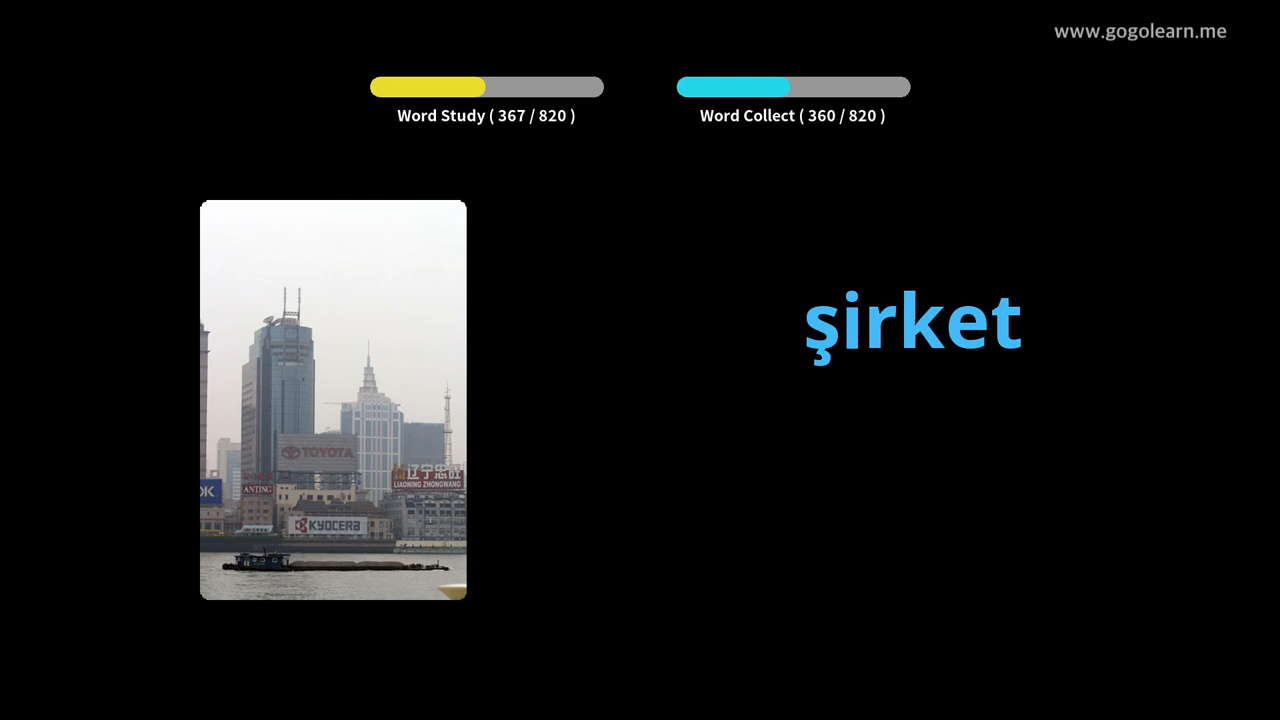 www.gogolearn.me
Word Study ( 367 / 820 )
Word Collect ( 360 / 820 )
şirket
TOYOTA
辽宁忠旺
LIAONING ZHONGWANG
ANTING
KYOCERA